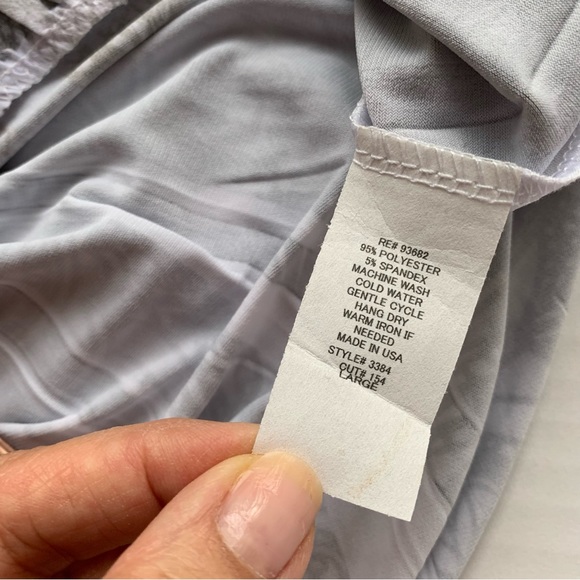 RE# 93682
95% POLYESTER
5% SPANDEX
MACHINE WASH
COLD WATER
GENTLE CYCLE
HANG DRY
WARM IRON IF
NEEDED
MADE IN USA
STYLE# 3384
CUT# 154
LARGE